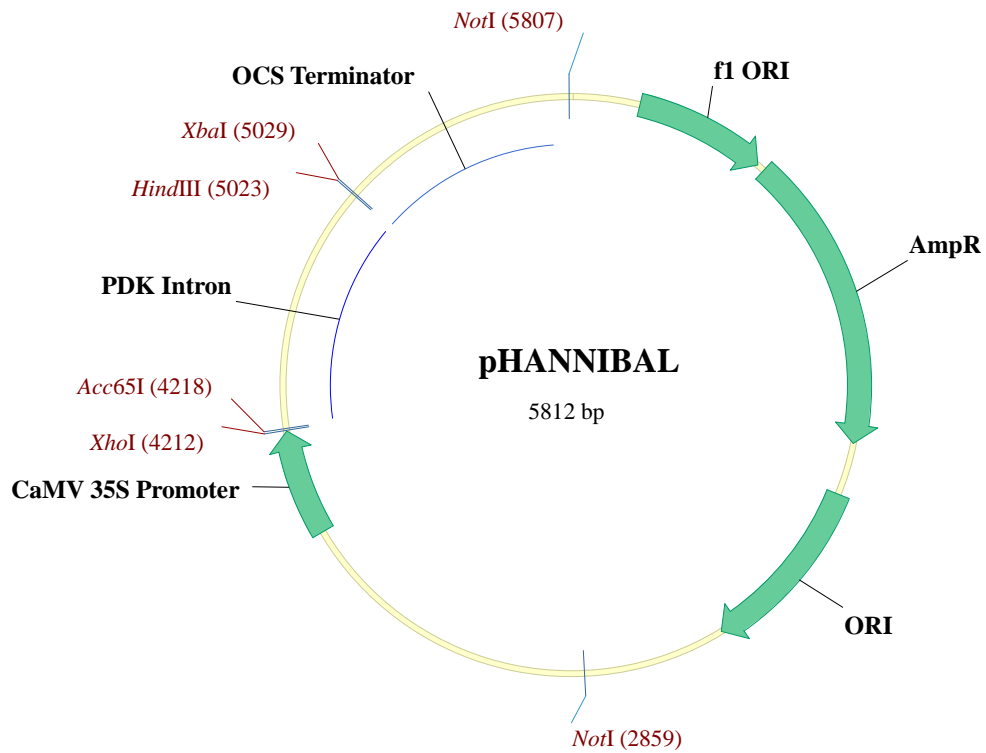 NotI (5807)
f1 ORI
OCS Terminator
XbaI (5029)
HindIII (5023)
AmpR
PDK Intron
pHANNIBAL
5812 bp
Acc65I (4218)
XhoI (4212)
CaMV 35S Promoter
ORI
NotI (2859)